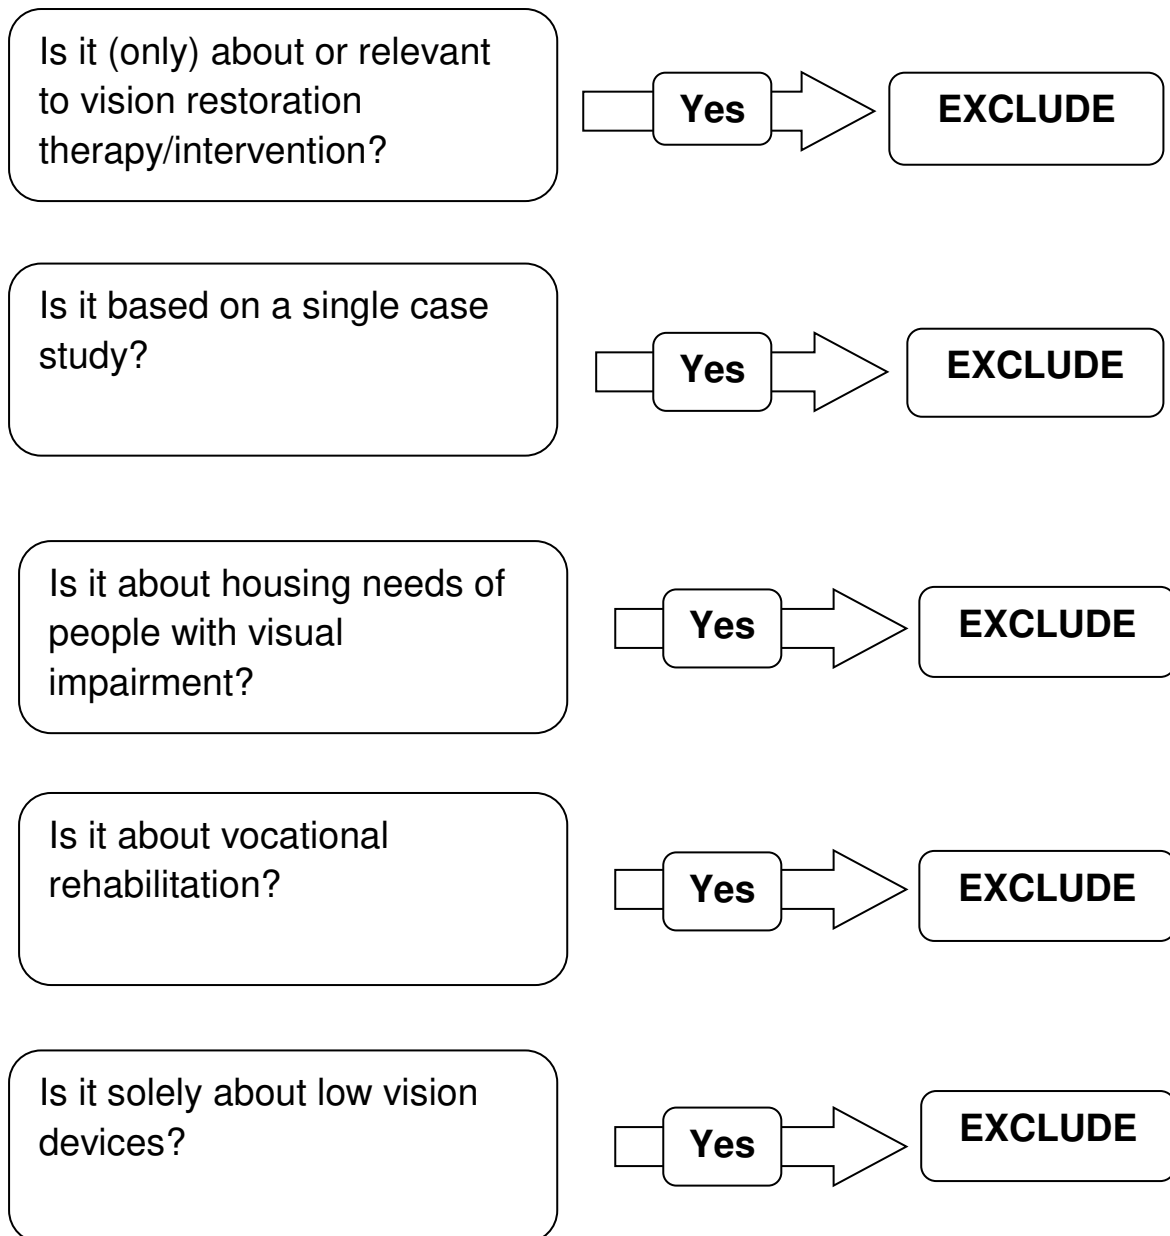 Is it (only) about or relevant
to vision restoration
therapy/intervention?
Yes
EXCLUDE
Is it based on a single case
study?
Yes
EXCLUDE
Is it about housing needs of
people with visual
impairment?
Yes
EXCLUDE
Is it about vocational
rehabilitation?
Yes
EXCLUDE
Is it solely about low vision
devices?
Yes
EXCLUDE